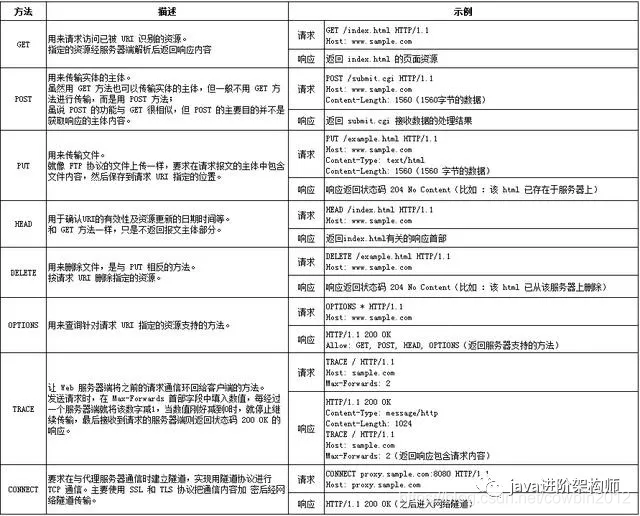 方法 描述 示例
GET
用来请求访问已被 URI 识别的资源。
指定的资源经服务器端解析后返回响应内容
请求
GET /index.html HTTP/1.1
Host: www.sample.com
响应
返回 index.html 的页面资源
POST
用来传输实体的主体。
虽然用 GET 方法也可以传输实体的主体，但一般不用 GET 方
法进行传输，而是用 POST 方法；
虽说 POST 的功能与 GET 很相似，但 POST 的主要目的并不是
获取响应的主体内容。
请求
POST /submit.cgi HTTP/1.1
Host: www.sample.com
Content-Length: 1560（1560字节的数据）
响应
返回 submit.cgi 接收数据的处理结果
PUT
用来传输文件。
就像 FTP 协议的文件上传一样，要求在请求报文的主体中包含
文件内容，然后保存到请求 URI 指定的位置。
请求
PUT /example.html HTTP/1.1
Host: www.sample.com
Content-Type: text/html
Content-Length: 1560（1560 字节的数据）
响应
响应返回状态码 204 No Content（比如 : 该 html 已存在于服务器上）
HEAD
用于确认URI的有效性及资源更新的日期时间等。
和 GET 方法一样，只是不返回报文主体部分。
请求
HEAD /index.html HTTP/1.1
Host: www.sample.com
响应
返回index.html有关的响应首部
DELETE
用来删除文件，是与 PUT 相反的方法。
按请求 URI 删除指定的资源。
请求
DELETE /example.html HTTP/1.1
Host: www.sample.com
响应
响应返回状态码 204 No Content（比如 : 该 html 已从该服务器上删除）
OPTIONS
用来查询针对请求 URI 指定的资源支持的方法。
请求
OPTIONS * HTTP/1.1
Host: www.sample.com
响应
HTTP/1.1 200 OK
Allow: GET, POST, HEAD, OPTIONS（返回服务器支持的方法）
TRACE
让 Web 服务器端将之前的请求通信环回给客户端的方法。
发送请求时，在 Max-Forwards 首部字段中填入数值，每经过
一个服务器端就将该数字减1，当数值刚好减到0时，就停止继
续传输，最后接收到请求的服务器端则返回状态码 200 OK 的
响应。
请求
TRACE / HTTP/1.1
Host: sample.com
Max-Forwards: 2
响应
HTTP/1.1 200 OK
Content-Type: message/http
Content-Length: 1024
TRACE / HTTP/1.1
Host: sample.com
Max-Forwards: 2（返回响应包含请求内容）
CONNECT
要求在与代理服务器通信时建立隧道，实现用隧道协议进行
TCP 通信。主要使用 SSL 和 TLS 协议把通信内容加 密后经网
络隧道传输。
请求
CONNECT proxy.sample.com:8080 HTTP/1.1
Host: proxy.sample.com
响应
HTTP/1.1 200 OK（之后进入网络隧道）
java进阶架构师